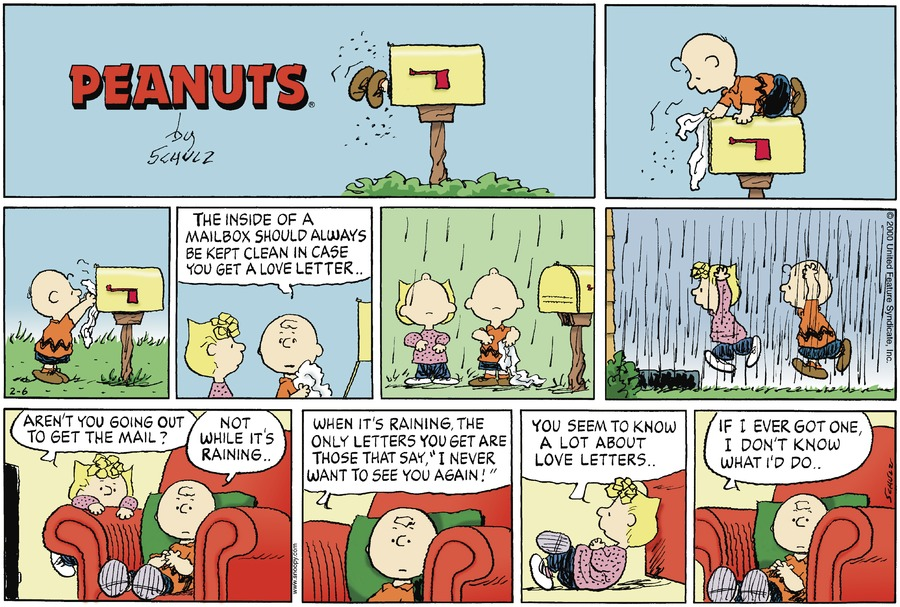 PEANUTS®
by
SCHULZ
THE INSIDE OF A
MAILBOX SHOULD ALWAYS
BE KEPT CLEAN IN CASE
YOU GET A LOVE LETTER..
2-6
© 2000 United Feature Syndicate, Inc.
AREN'T YOU GOING OUT
TO GET THE MAIL?
NOT
WHILE IT'S
RAINING..
www.snoopy.com
WHEN IT'S RAINING, THE
ONLY LETTERS YOU GET ARE
THOSE THAT SAY, "I NEVER
WANT TO SEE YOU AGAIN!"
YOU SEEM TO KNOW
A LOT ABOUT
LOVE LETTERS..
IF I EVER GOT ONE,
I DON'T KNOW
WHAT I'D DO..
SCHULZ